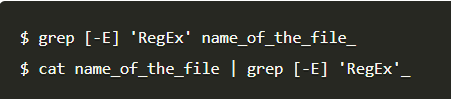 $ grep [-E] 'RegEx' name_of_the_file_
$ cat name_of_the_file | grep [-E] 'RegEx'_